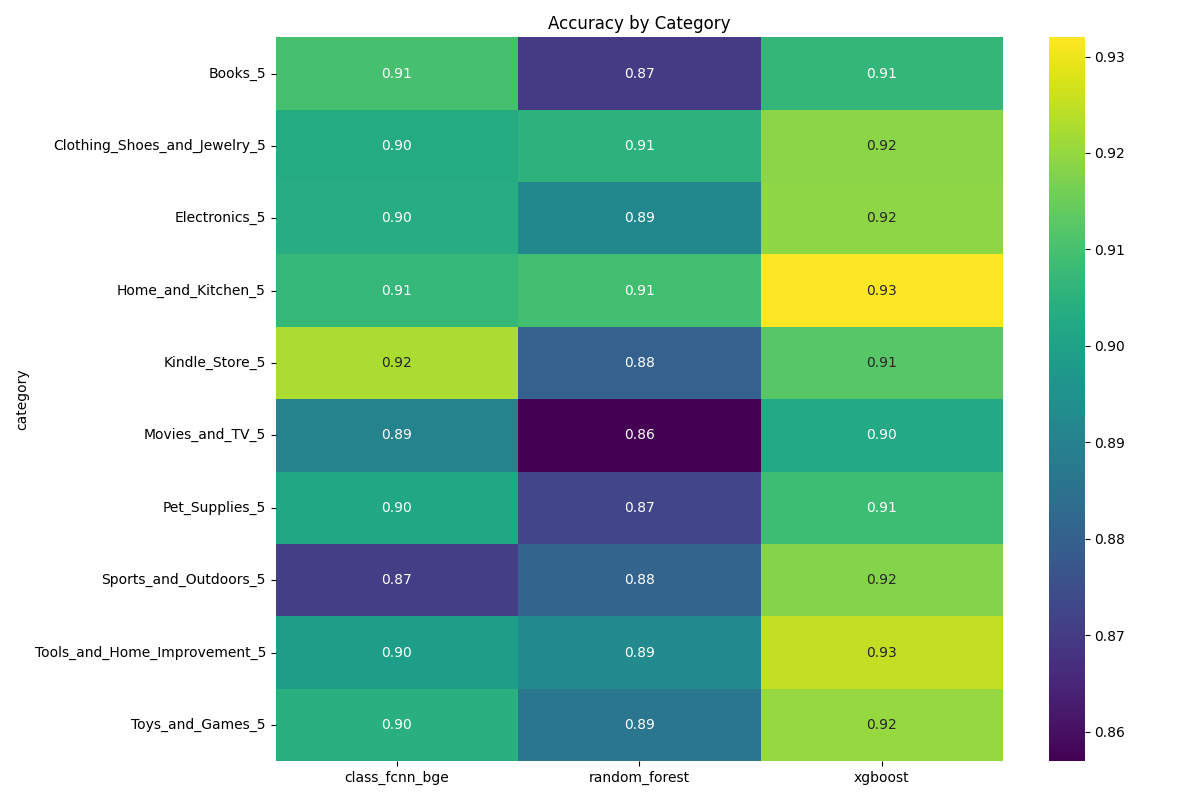 Accuracy by Category
category
Books_5 0.91 0.87 0.91
Clothing_Shoes_and_Jewelry_5 0.90 0.91 0.92
Electronics_5 0.90 0.89 0.92
Home_and_Kitchen_5 0.91 0.91 0.93
Kindle_Store_5 0.92 0.88 0.91
Movies_and_TV_5 0.89 0.86 0.90
Pet_Supplies_5 0.90 0.87 0.91
Sports_and_Outdoors_5 0.87 0.88 0.92
Tools_and_Home_Improvement_5 0.90 0.89 0.93
Toys_and_Games_5 0.90 0.89 0.92
class_fcnn_bge random_forest xgboost
0.93
0.92
0.91
0.90
0.89
0.88
0.87
0.86